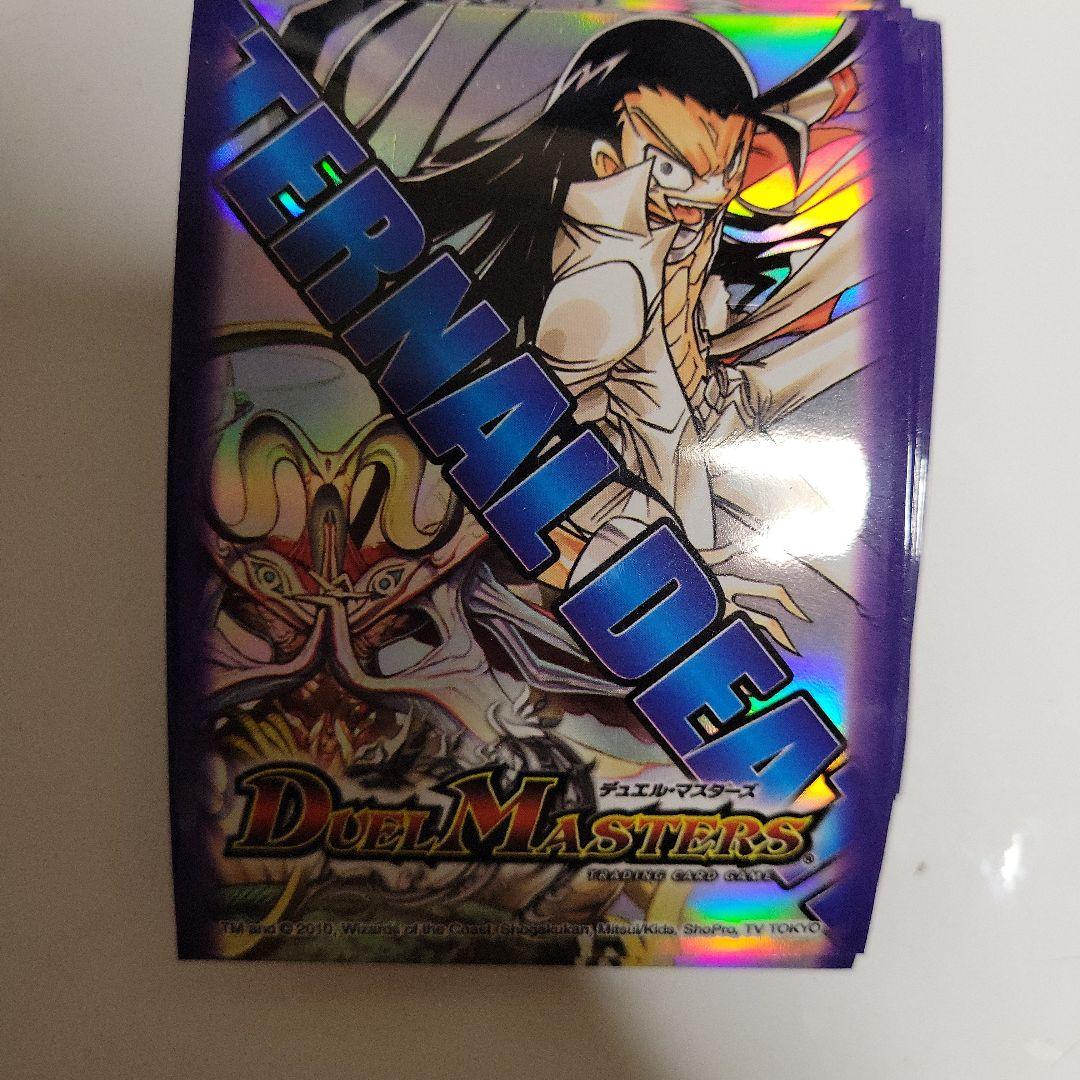 TERNAL DEA
デュエル・マスターズ
DUEL MASTERS®
TRADING CARD GAME
TM and © 2010, Wizards of the Coast, Shogakukan, Mitsui/Kids, ShoPro, TV TOKYO